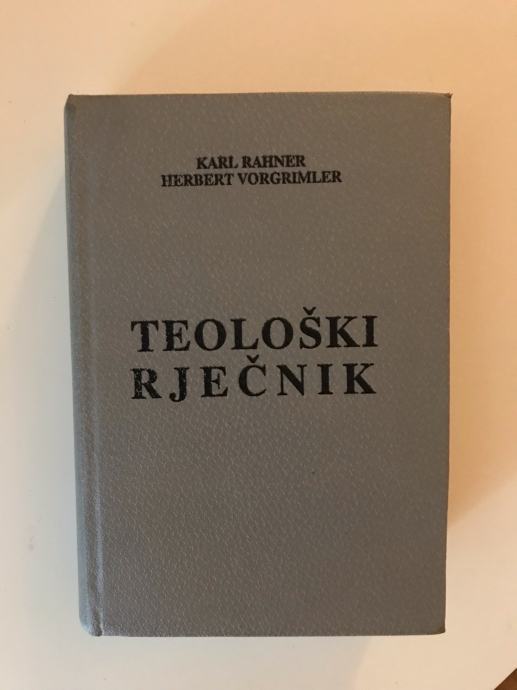 KARL RAHNER
HERBERT VORGRIMLER
TEOLOŠKI
RJEČNIK